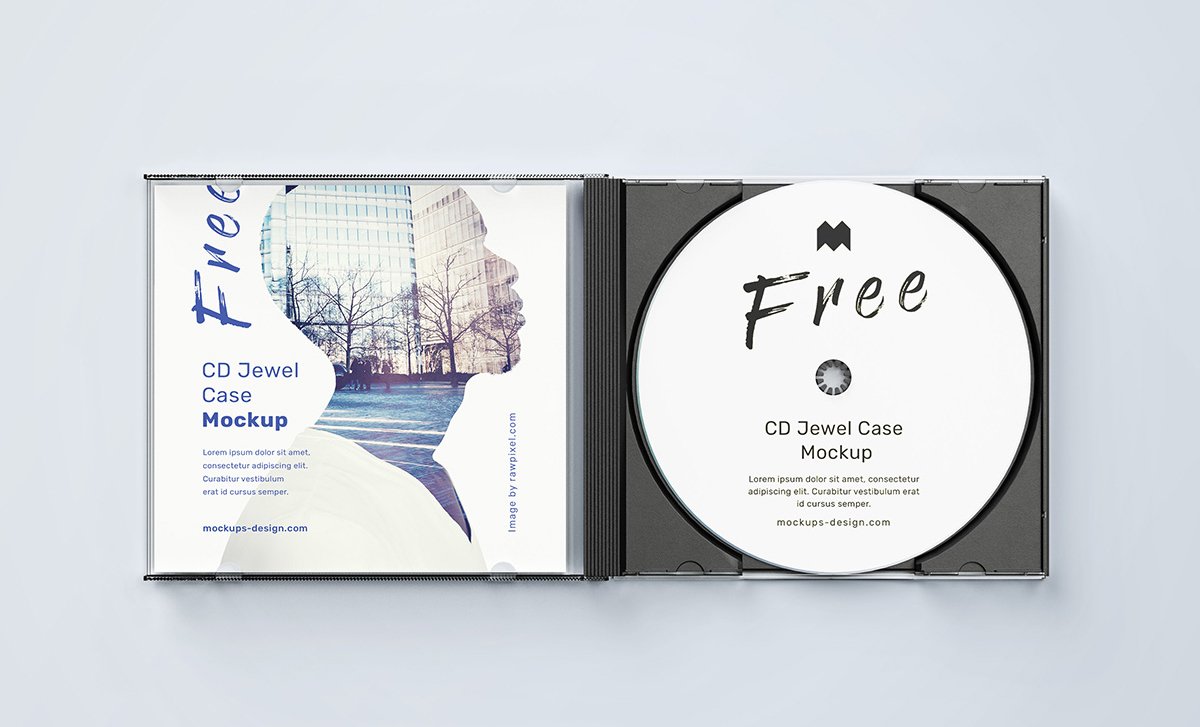 Free
CD Jewel
Case
Mockup
Lorem ipsum dolor sit amet,
consectetur adipiscing elit.
Curabitur vestibulum
erat id cursus semper.
mockups-design.com
Image by rawpixel.com
Free
CD Jewel Case
Mockup
Lorem ipsum dolor sit amet, consectetur
adipiscing elit. Curabitur vestibulum erat
id cursus semper.
mockups-design.com